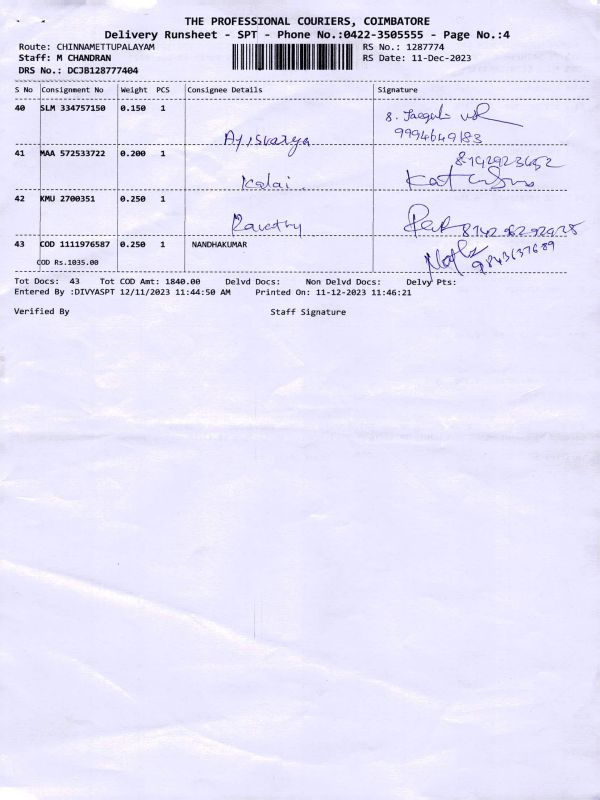 THE PROFESSIONAL COURIERS, COIMBATORE
Delivery Runsheet - SPT - Phone No.:0422-3505555 - Page No.:4
Route: CHINNAMETTUPALAYAM RS No.: 1287774
Staff: M CHANDRAN RS Date: 11-Dec-2023
DRS No.: DCJB128777404
S No Consignment No Weight PCS Consignee Details Signature
40 SLM 334757150 0.150 1
9994649183
Ayisvarya
41 MAA 572533722 0.200 1
Kalai.
42 KMU 2700351 0.250 1
Revathy
43 COD 1111976587 0.250 1 NANDHAKUMAR
9843637689
COD Rs.1035.00
Tot Docs: 43 Tot COD Amt: 1840.00 Delvd Docs: Non Delvd Docs: Delvy Pts:
Entered By :DIVYASPT 12/11/2023 11:44:50 AM Printed On: 11-12-2023 11:46:21
Verified By Staff Signature